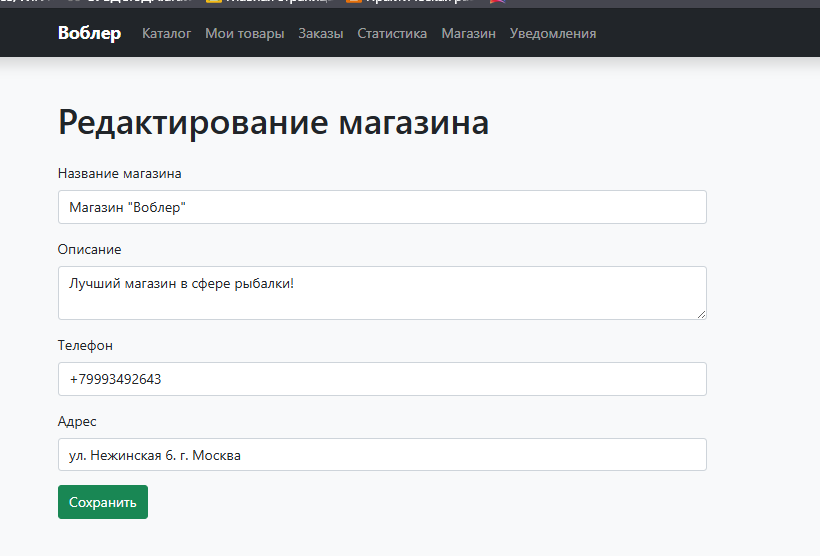 Воблер Каталог Мои товары Заказы Статистика Магазин Уведомления
Редактирование магазина
Название магазина
Магазин "Воблер"
Описание
Лучший магазин в сфере рыбалки!
Телефон
+79993492643
Адрес
ул. Нежинская 6. г. Москва
Сохранить